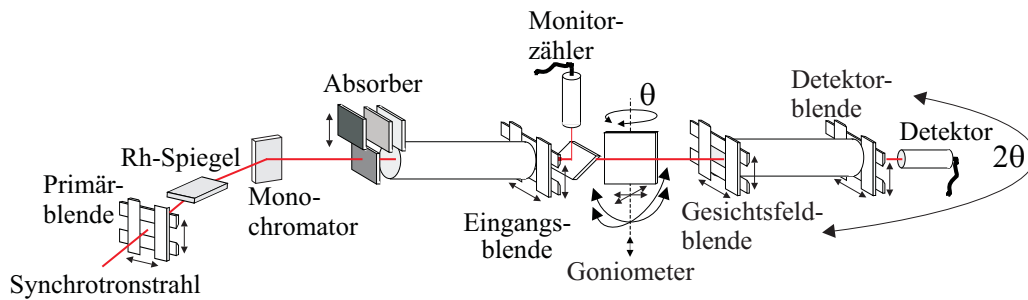 Monitor-
zähler
Absorber
θ
Detektor-
blende
Detektor
2θ
Rh-Spiegel
Primär-
blende
Mono-
chromator
Eingangs-
blende
Gesichtsfeld-
blende
Goniometer
Synchrotronstrahl